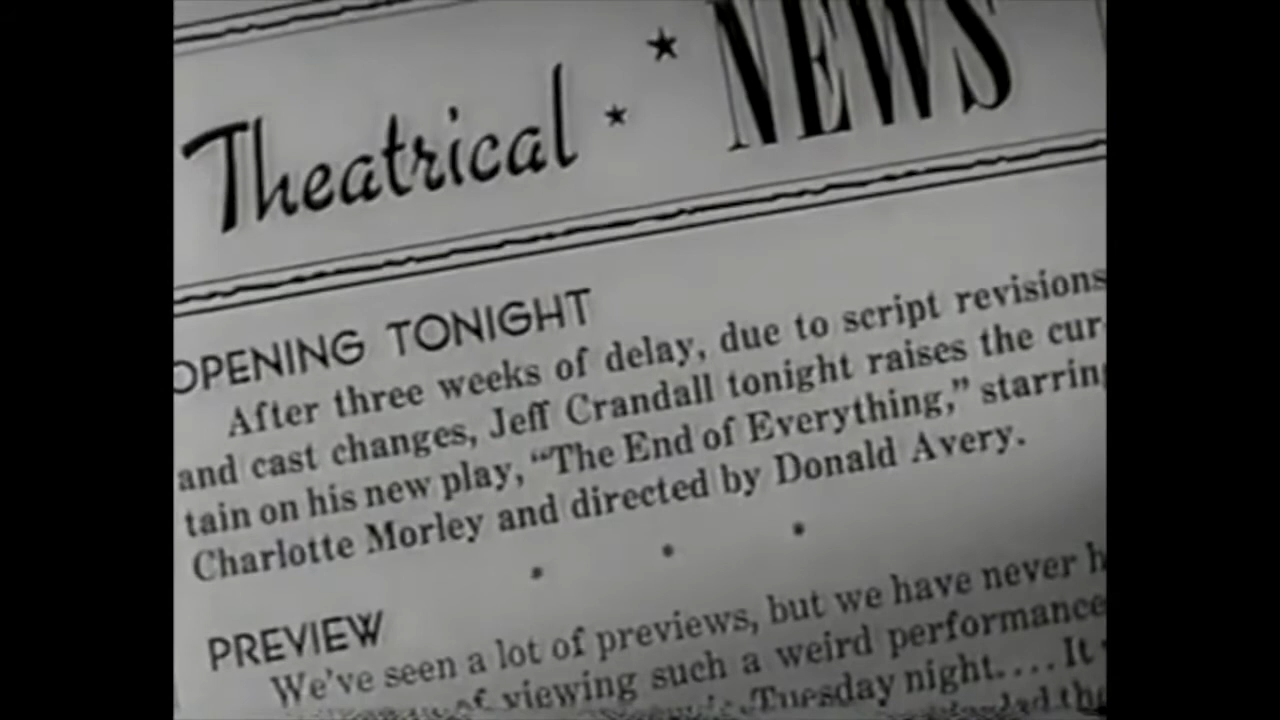 Theatrical NEWS
OPENING TONIGHT
After three weeks of delay, due to script revisions
and cast changes, Jeff Crandall tonight raises the cur-
tain on his new play, “The End of Everything,” starring
Charlotte Morley and directed by Donald Avery.
PREVIEW
We've seen a lot of previews, but we have never
of viewing such a weird performance
Tuesday night.... It